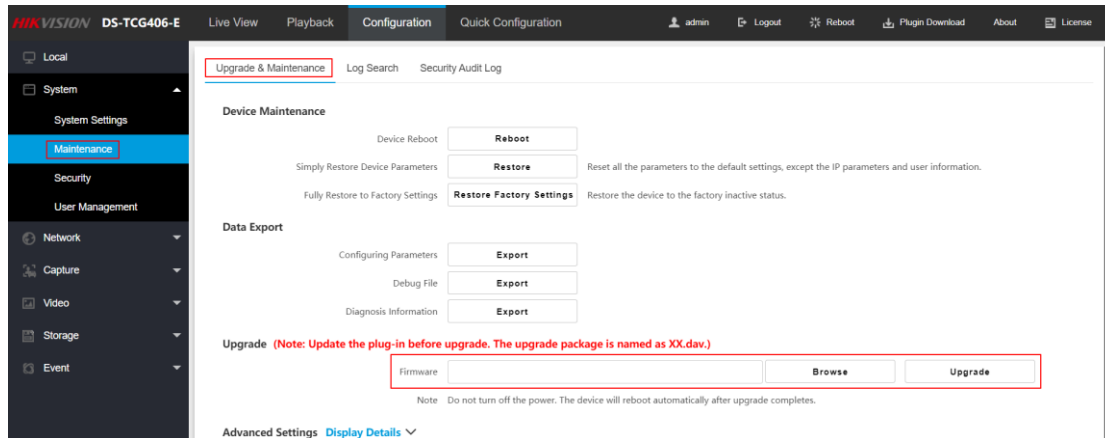 HIKVISION DS-TCG406-E Live View Playback Configuration Quick Configuration admin Logout Reboot Plugin Download About License
Local
System
System Settings
Maintenance
Security
User Management
Network
Capture
Video
Storage
Event
Upgrade & Maintenance Log Search Security Audit Log
Device Maintenance
Device Reboot Reboot
Simply Restore Device Parameters Restore Reset all the parameters to the default settings, except the IP parameters and user information.
Fully Restore to Factory Settings Restore Factory Settings Restore the device to the factory inactive status.
Data Export
Configuring Parameters Export
Debug File Export
Diagnosis Information Export
Upgrade (Note: Update the plug-in before upgrade. The upgrade package is named as XX.dav.)
Firmware Browse Upgrade
Note Do not turn off the power. The device will reboot automatically after upgrade completes.
Advanced Settings Display Details